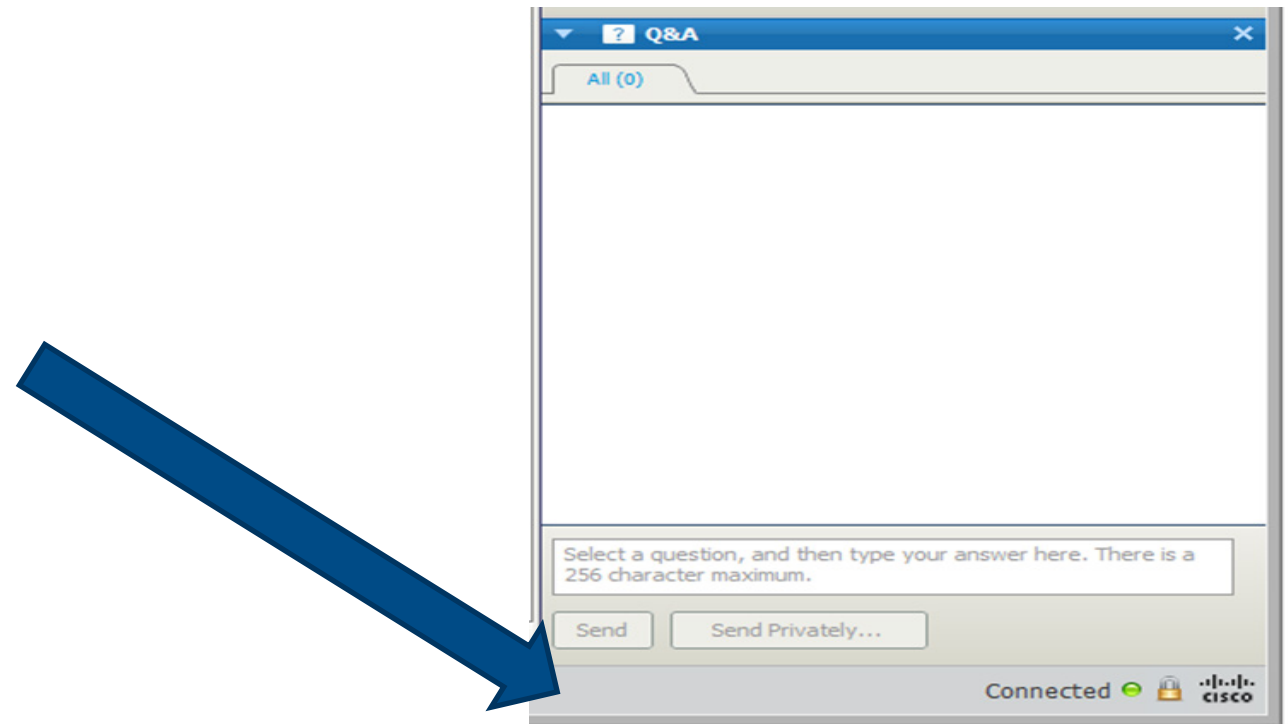 ? Q&A
All (0)
Select a question, and then type your answer here. There is a
256 character maximum.
Send Send Privately...
Connected
CISCO